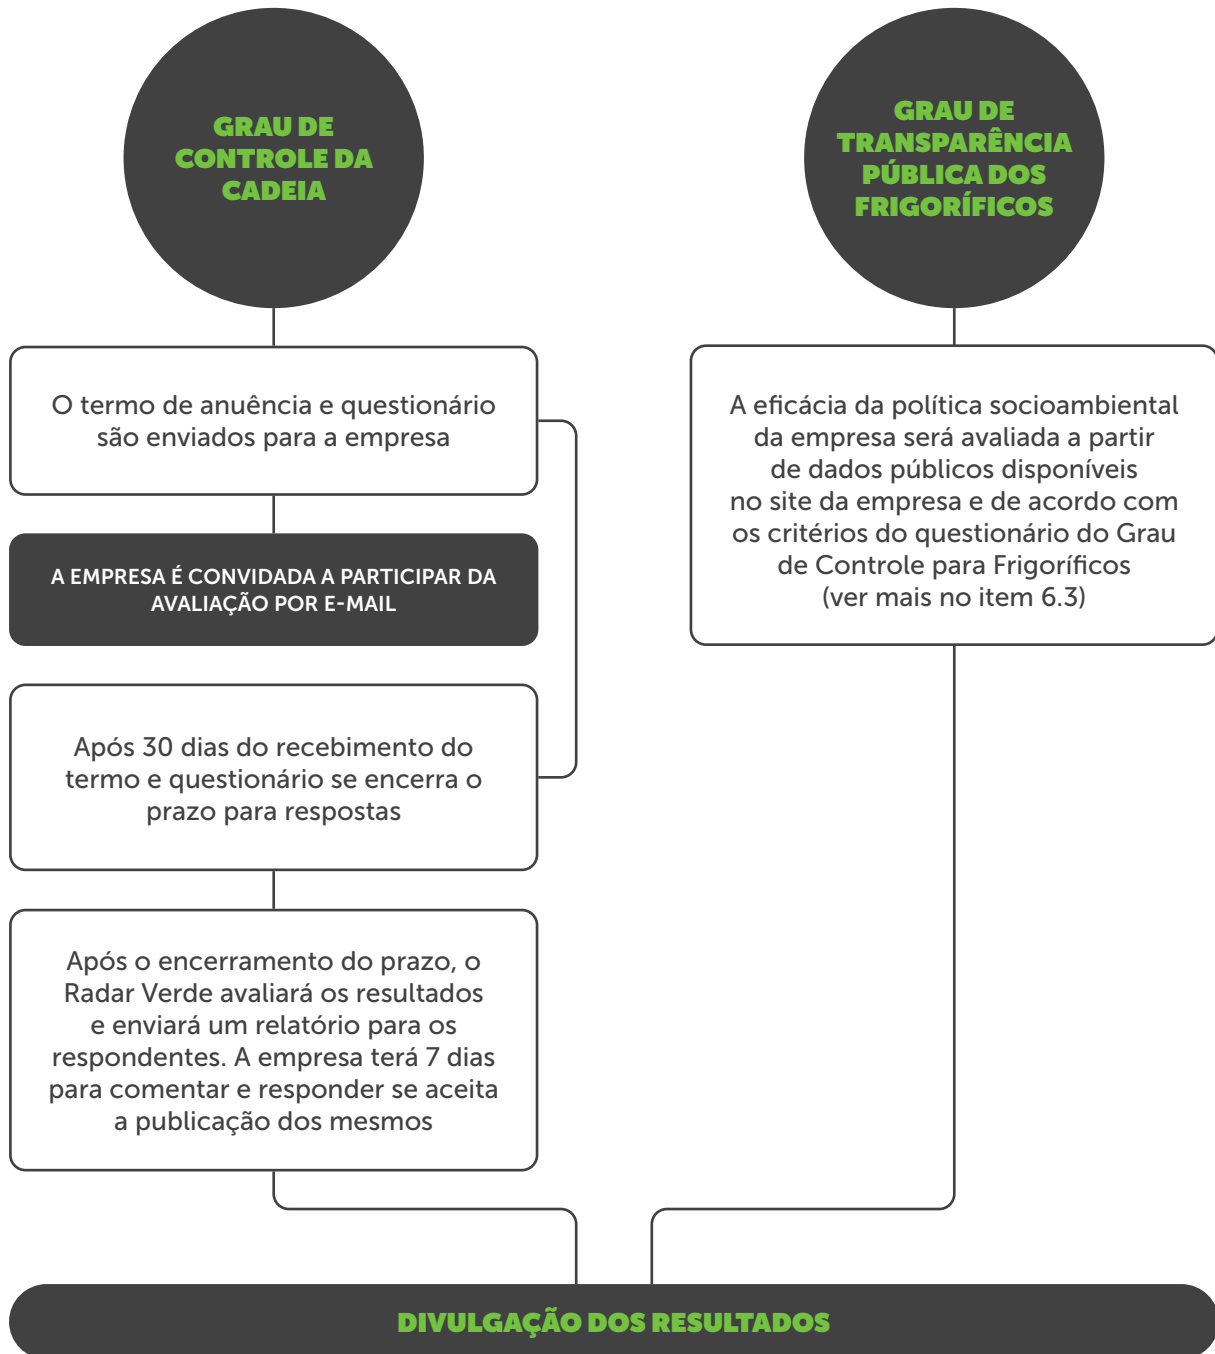 GRAU DE
CONTROLE DA
CADEIA
O termo de anuência e questionário
são enviados para a empresa
A EMPRESA É CONVIDADA A PARTICIPAR DA
AVALIAÇÃO POR E-MAIL
Após 30 dias do recebimento do
termo e questionário se encerra o
prazo para respostas
Após o encerramento do prazo, o
Radar Verde avaliará os resultados
e enviará um relatório para os
respondentes. A empresa terá 7 dias
para comentar e responder se aceita
a publicação dos mesmos
GRAU DE
TRANSPARÊNCIA
PÚBLICA DOS
FRIGORÍFICOS
A eficácia da política socioambiental
da empresa será avaliada a partir
de dados públicos disponíveis
no site da empresa e de acordo com
os critérios do questionário do Grau
de Controle para Frigoríficos
(ver mais no item 6.3)
DIVULGAÇÃO DOS RESULTADOS